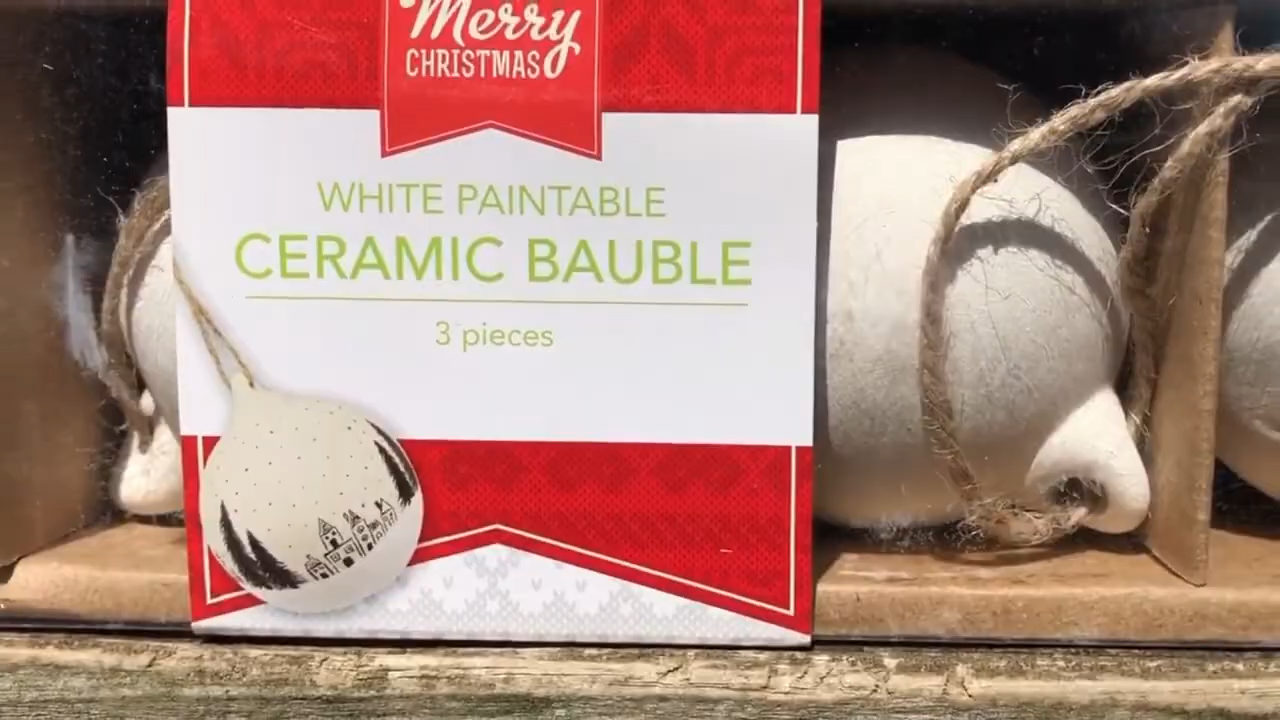 Merry
CHRISTMAS
WHITE PAINTABLE
CERAMIC BAUBLE
3 pieces